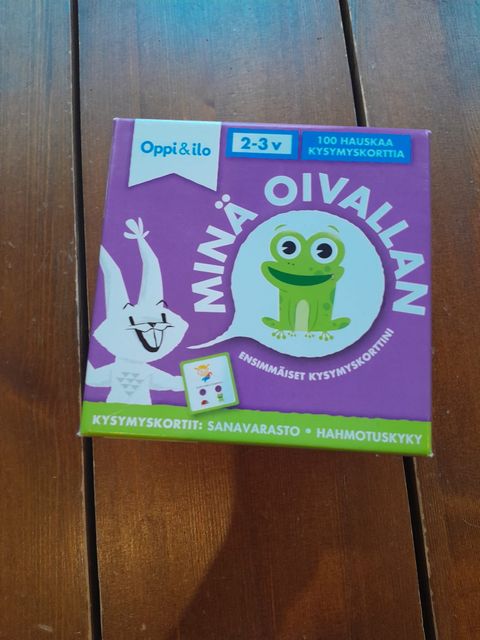 Oppi&ilo
2-3 v
100 HAUSKAA
KYSYMYSKORTTIA
MINÄ OIVALLAN
ENSIMMÄISET KYSYMYSKORTTINI
KYSYMYSKORTIT: SANAVARASTO • HAHMOTUSKYKY